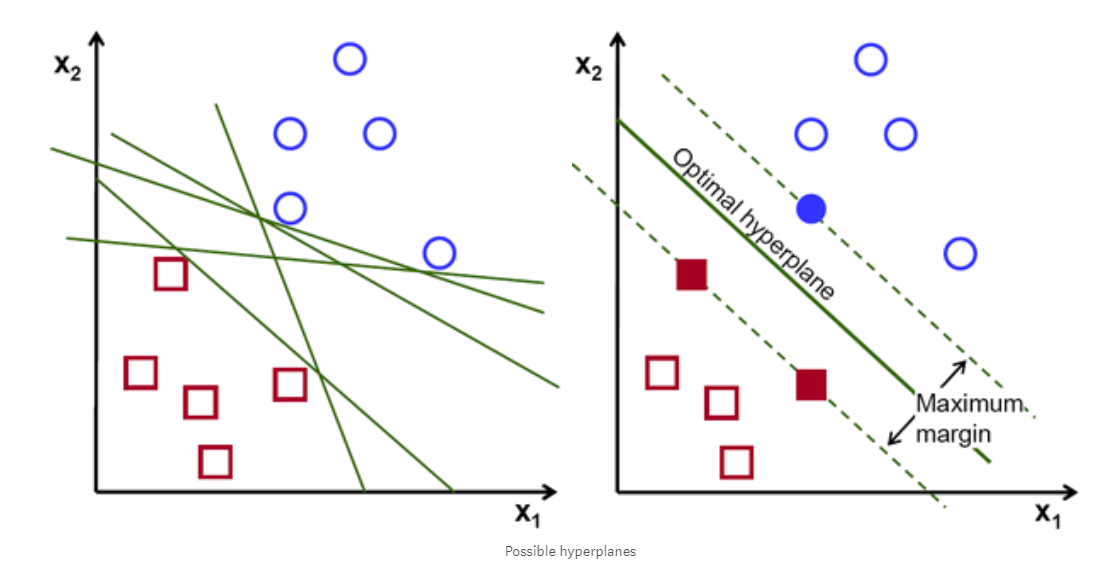 x2
x1
x2
Optimal hyperplane
Maximum
margin
x1
Possible hyperplanes